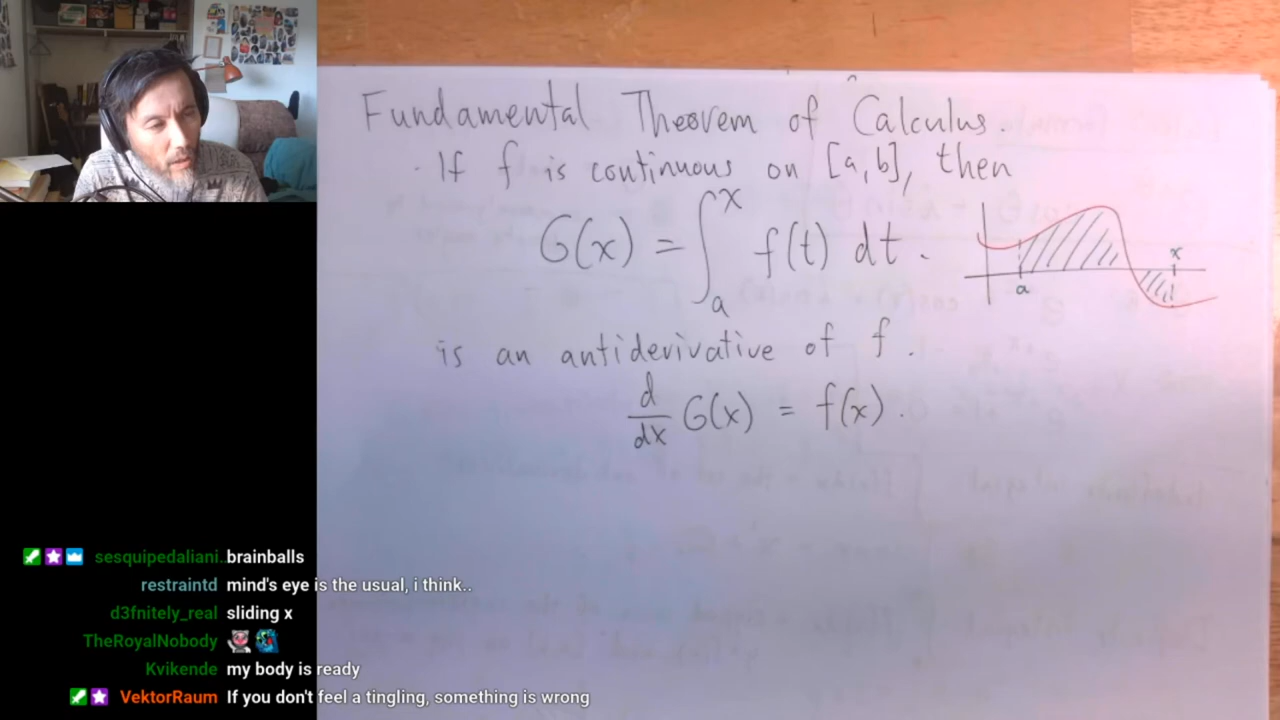 Fundamental Theorem of Calculus.
· If f is continuous on [a,b], then
G(x) = ∫_a^x f(t) dt.
x
a
is an antiderivative of f.
d/dx G(x) = f(x).
sesquipedaliani.. brainballs
restraintd mind's eye is the usual, i think..
d3fnitely_real sliding x
TheRoyalNobody
Kvikende my body is ready
VektorRaum If you don't feel a tingling, something is wrong